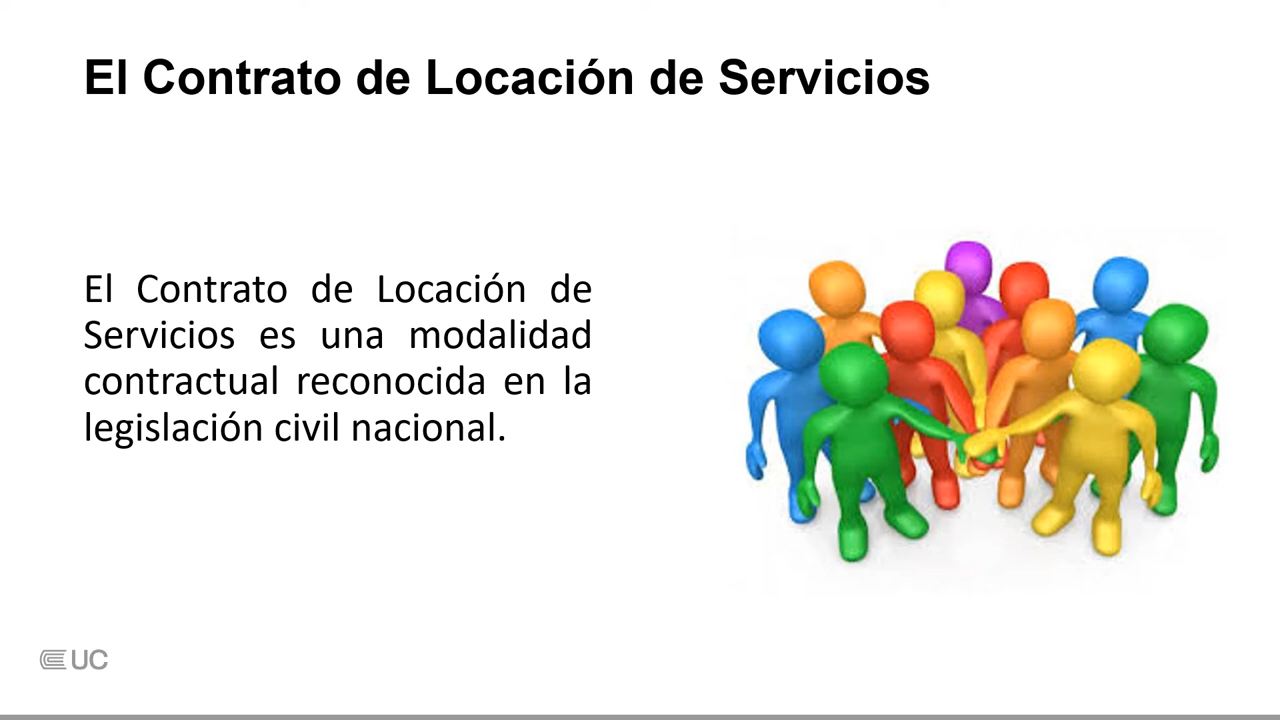 El Contrato de Locación de Servicios
El Contrato de Locación de
Servicios es una modalidad
contractual reconocida en la
legislación civil nacional.
UC